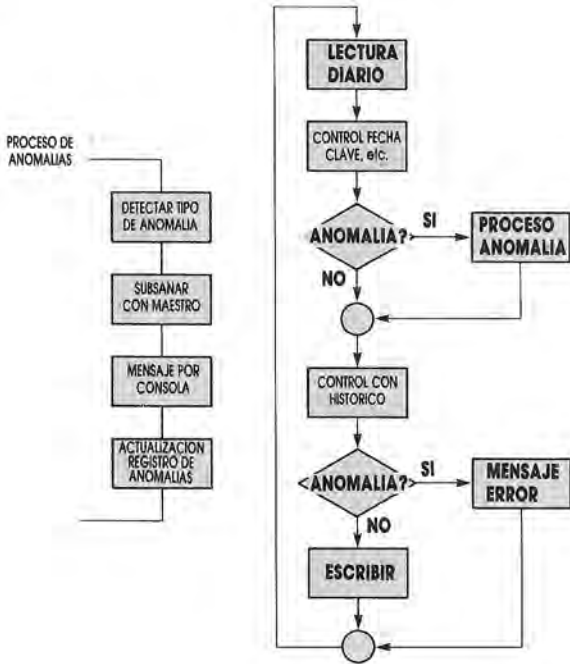 PROCESO DE
ANOMALIAS
DETECTAR TIPO
DE ANOMALIA
SUBSANAR
CON MAESTRO
MENSAJE POR
CONSOLA
ACTUALIZACION
REGISTRO DE
ANOMALIAS
LECTURA
DIARIO
CONTROL FECHA
CLAVE, etc.
ANOMALIA?
SI
PROCESO
ANOMALIA
NO
CONTROL CON
HISTORICO
ANOMALIA?
SI
MENSAJE
ERROR
NO
ESCRIBIR